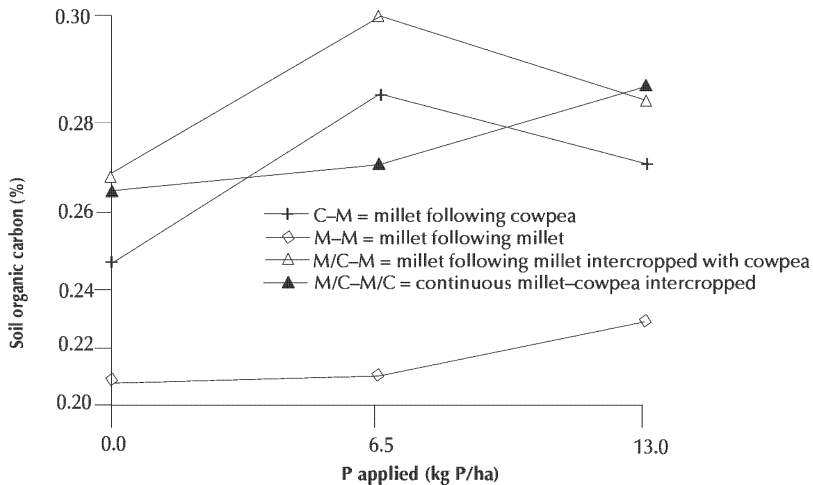 0.30
0.28
0.26
0.24
0.22
0.20
Soil organic carbon (%)
C–M = millet following cowpea
M–M = millet following millet
M/C–M = millet following millet intercropped with cowpea
M/C–M/C = continuous millet–cowpea intercropped
0.0 6.5 13.0
P applied (kg P/ha)